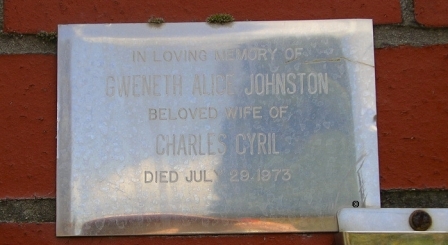 IN LOVING MEMORY OF
GWENETH ALICE JOHNSTON
BELOVED WIFE OF
CHARLES CYRIL
DIED JULY 29.1973